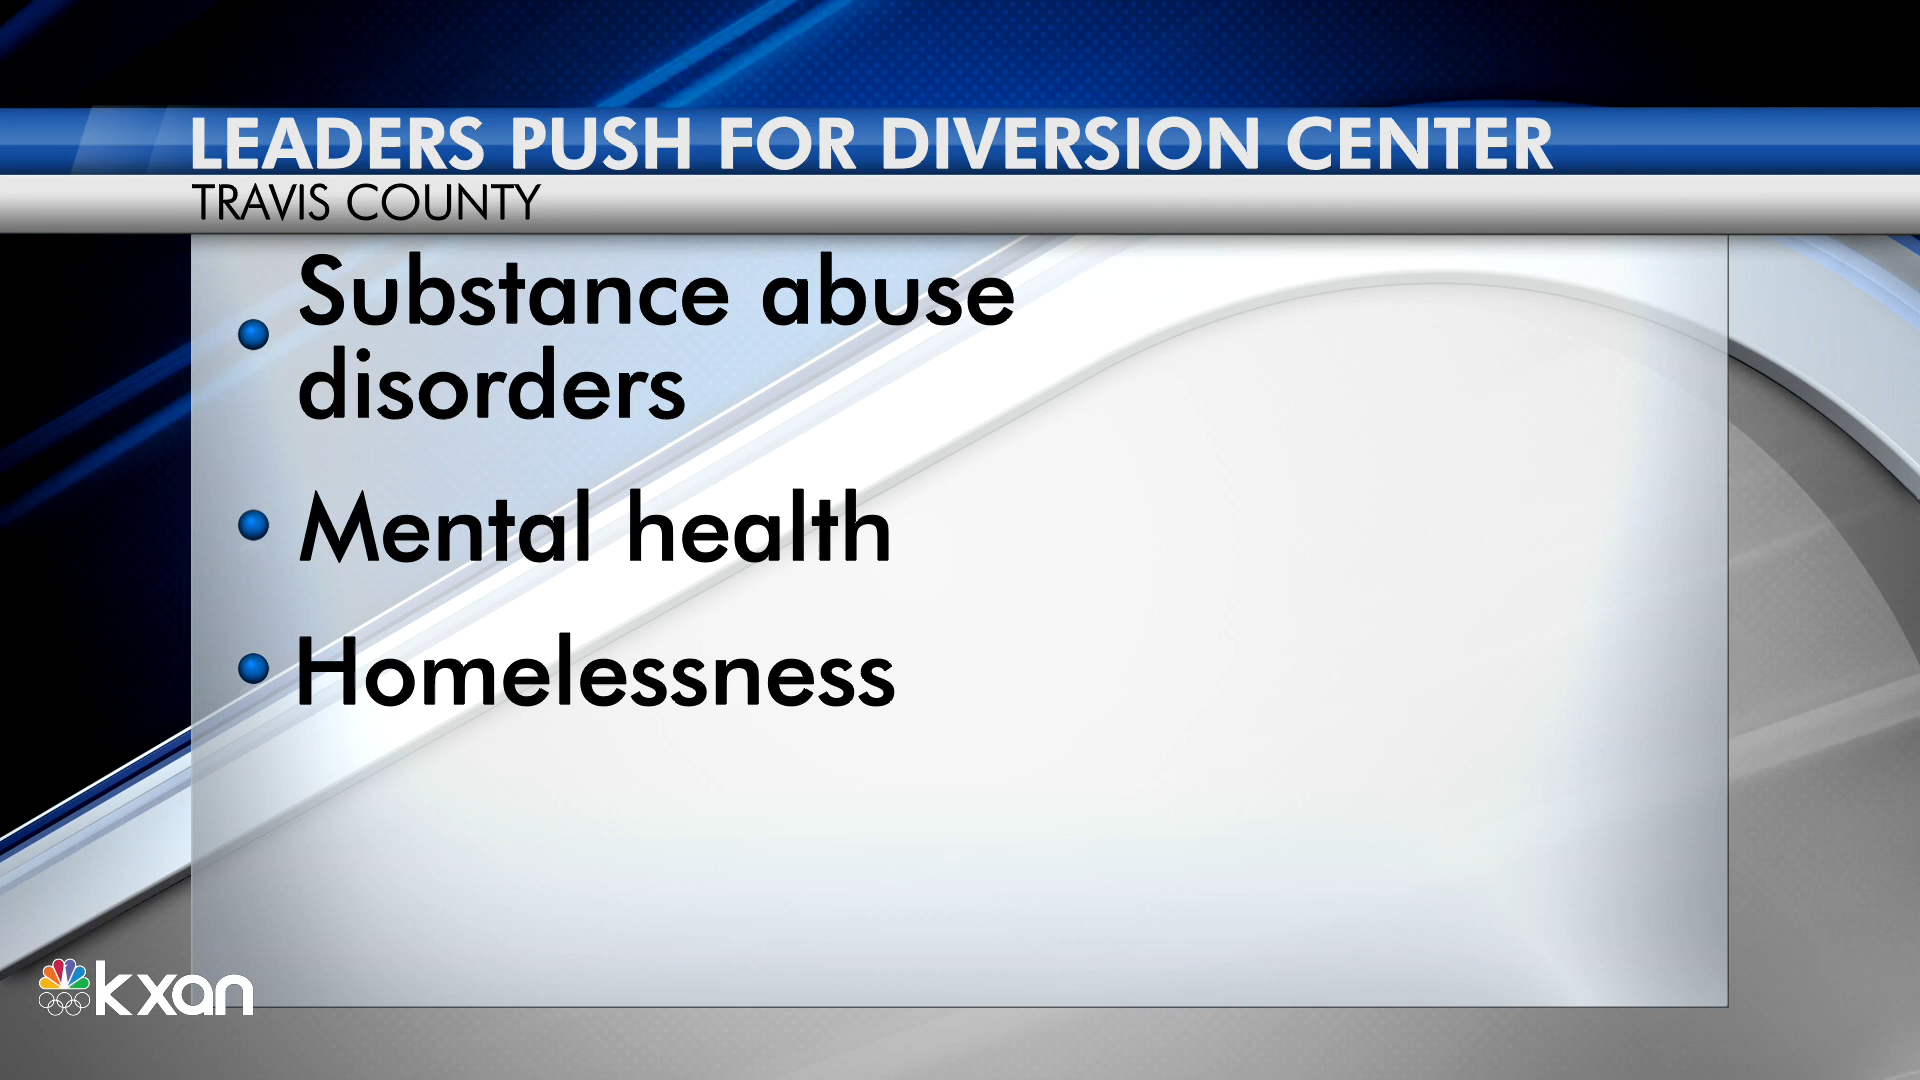 LEADERS PUSH FOR DIVERSION CENTER
TRAVIS COUNTY
Substance abuse
disorders
Mental health
Homelessness
kxan